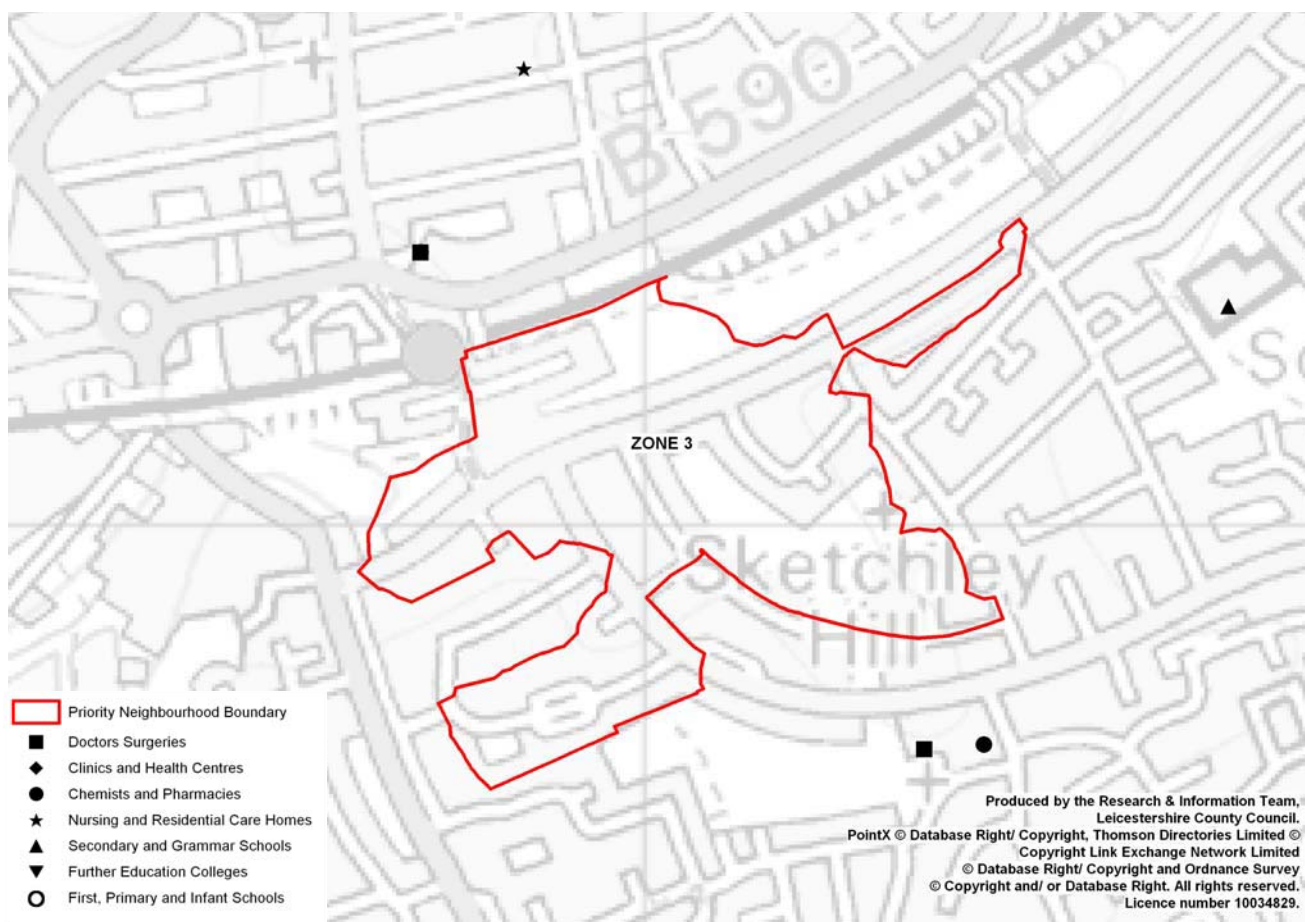 B 590
ZONE 3
Sketchley
Hill
Priority Neighbourhood Boundary
Doctors Surgeries
Clinics and Health Centres
Chemists and Pharmacies
Nursing and Residential Care Homes
Secondary and Grammar Schools
Further Education Colleges
First, Primary and Infant Schools
Produced by the Research & Information Team,
Leicestershire County Council.
PointX © Database Right/ Copyright, Thomson Directories Limited ©
Copyright Link Exchange Network Limited
© Database Right/ Copyright and Ordnance Survey
© Copyright and/ or Database Right. All rights reserved.
Licence number 10034829.